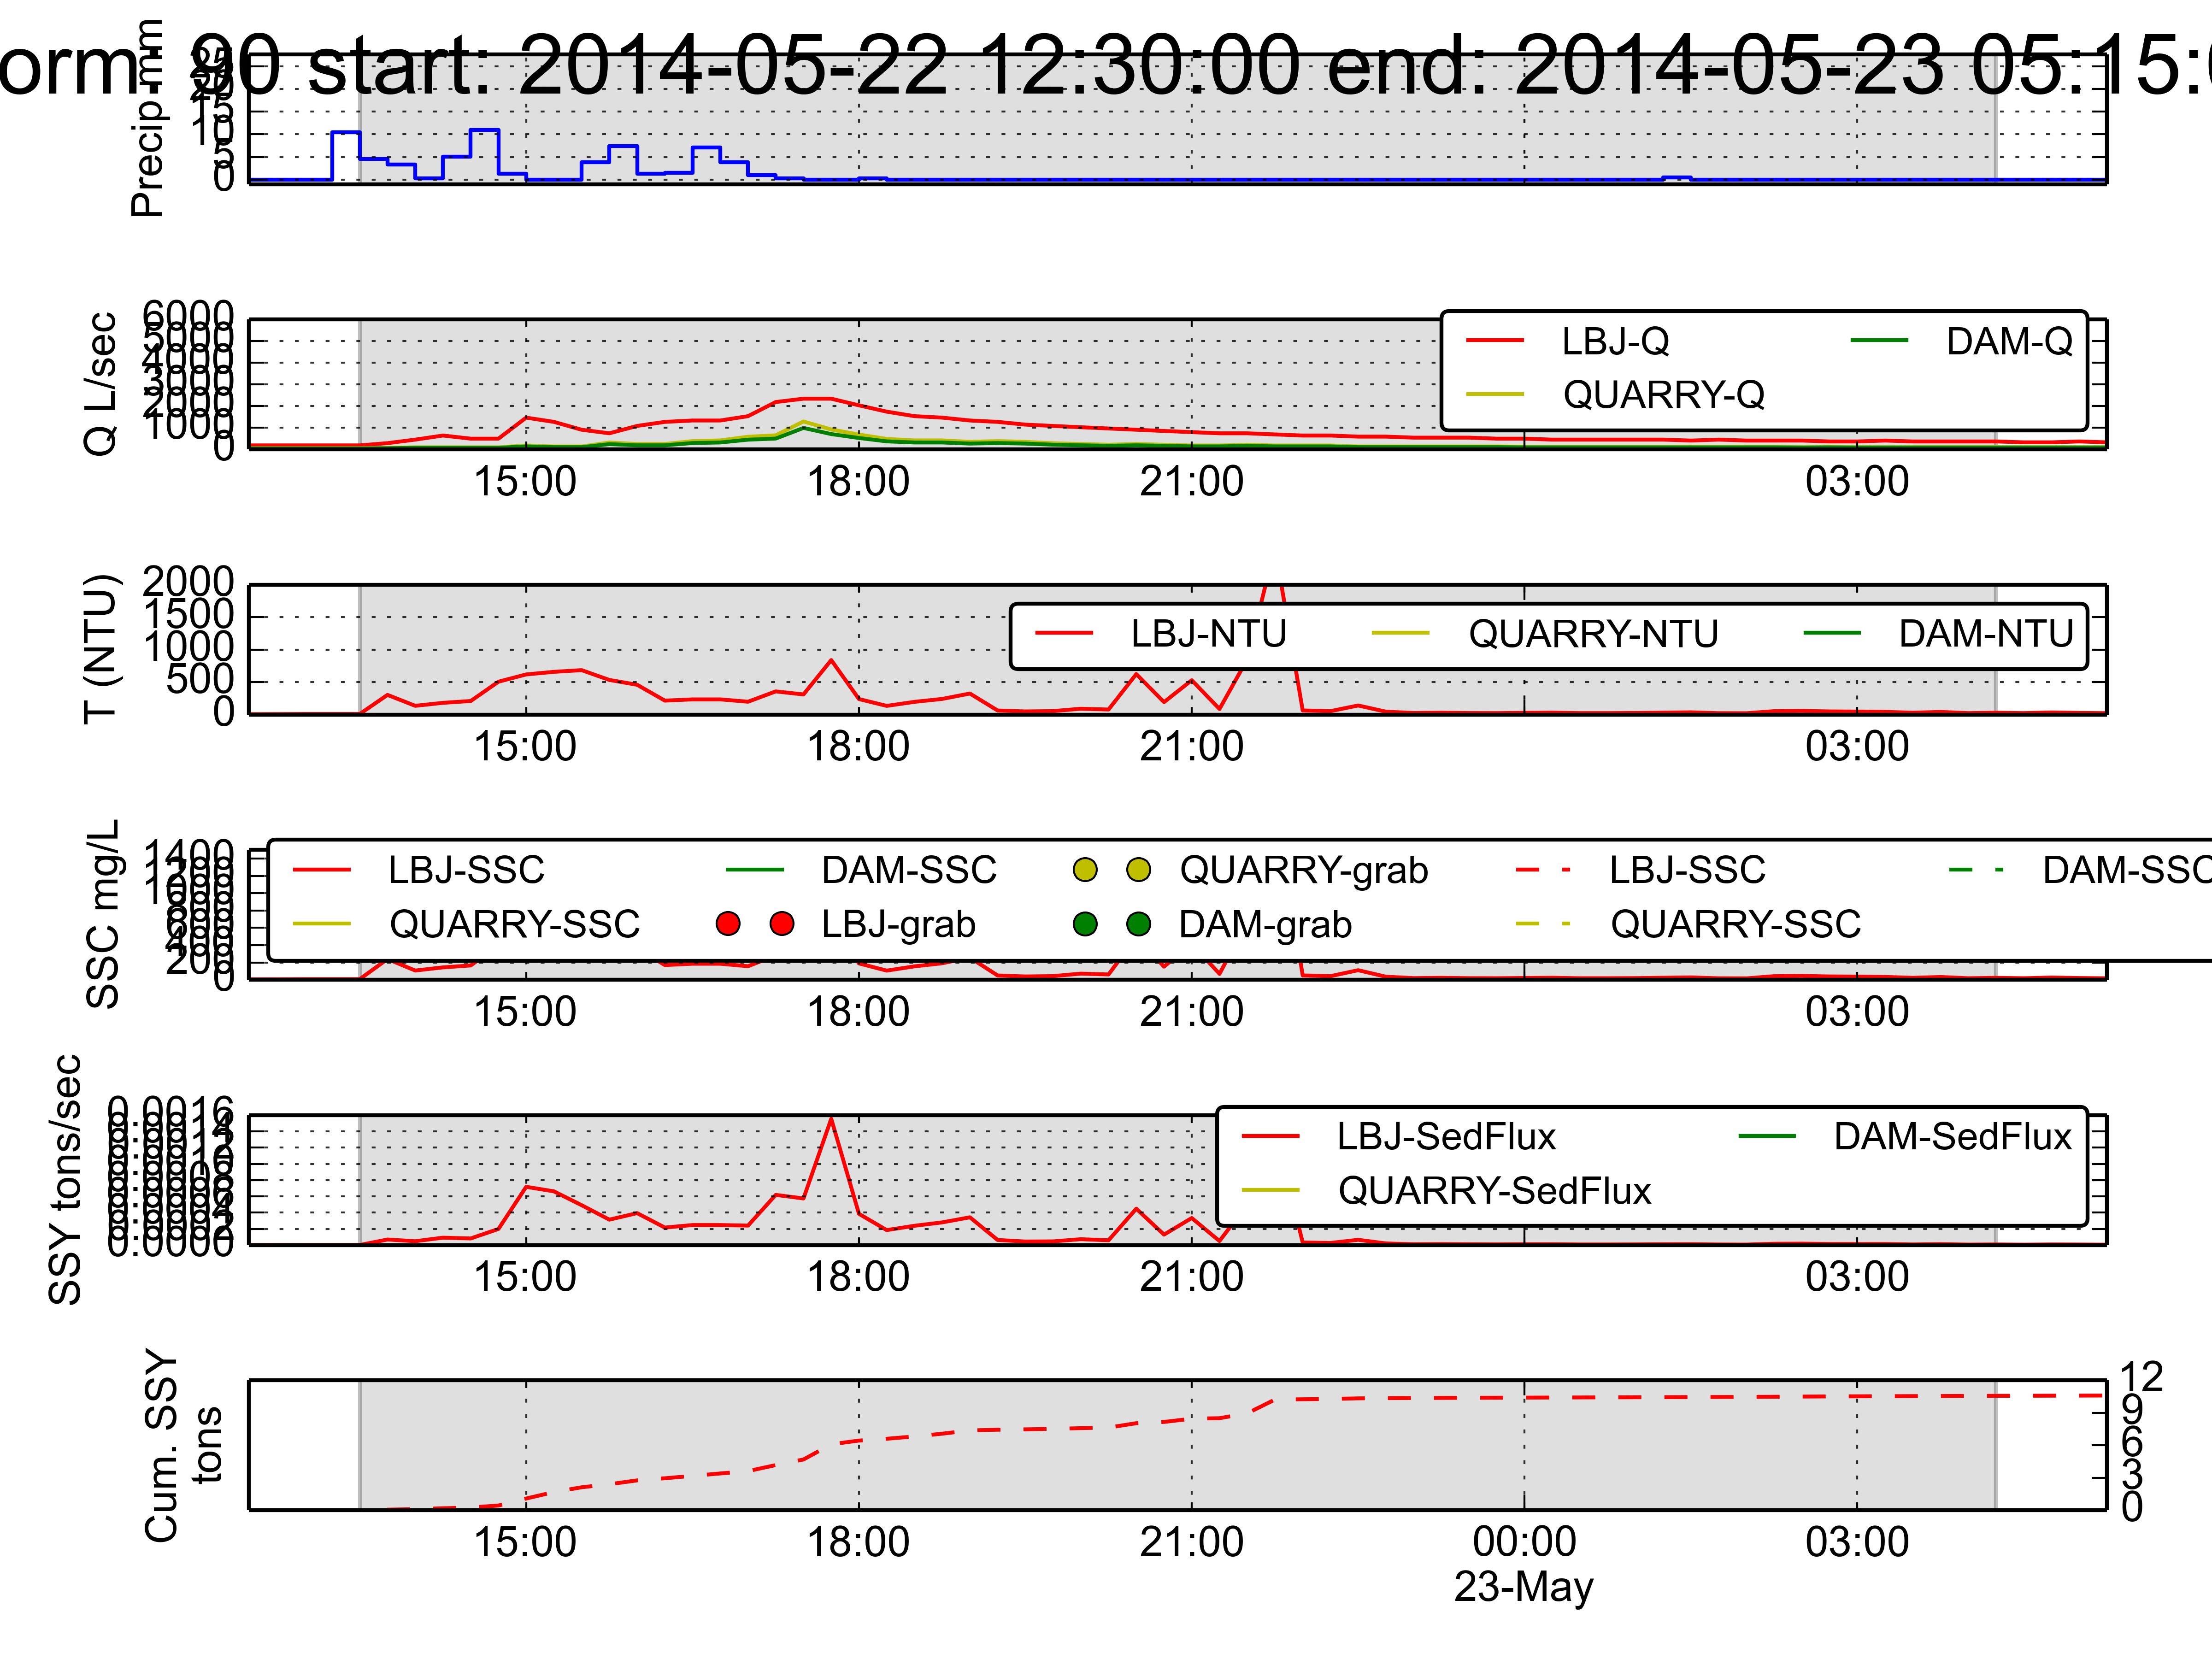 orm: 90 start: 2014-05-22 12:30:00 end: 2014-05-23 05:15:0
Precip-mm
25
20
15
10
5
0
Q L/sec
6000
5000
4000
3000
2000
1000
0
LBJ-Q DAM-Q
QUARRY-Q
15:00 18:00 21:00 03:00
T (NTU)
2000
1500
1000
500
0
LBJ-NTU QUARRY-NTU DAM-NTU
15:00 18:00 21:00 03:00
SSC mg/L
1400
1200
1000
800
600
400
200
0
LBJ-SSC DAM-SSC QUARRY-grab LBJ-SSC DAM-SSC
QUARRY-SSC LBJ-grab DAM-grab QUARRY-SSC
15:00 18:00 21:00 03:00
SSY tons/sec
0.0016
0.0014
0.0012
0.0010
0.0008
0.0006
0.0004
0.0002
0.0000
LBJ-SedFlux DAM-SedFlux
QUARRY-SedFlux
15:00 18:00 21:00 03:00
Cum. SSY
tons
12
9
6
3
0
15:00 18:00 21:00 00:00 03:00
23-May